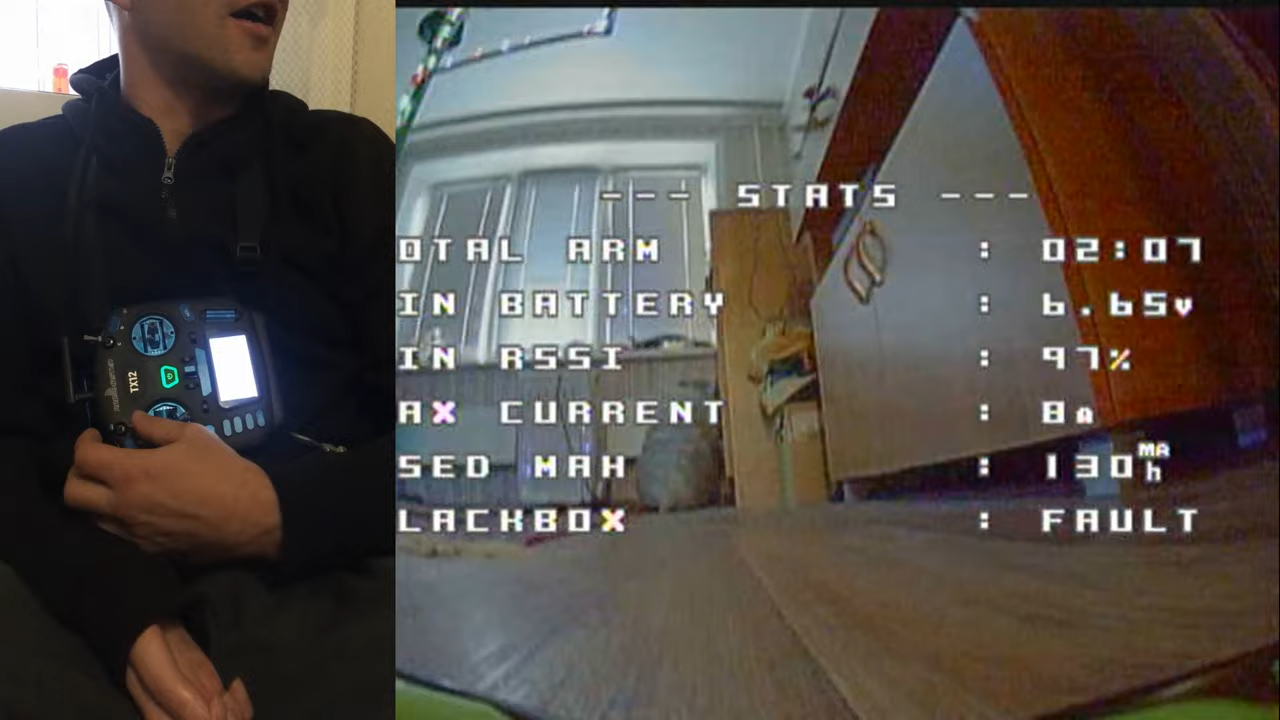 --- STATS ---
OTAL ARM : 02:07
IN BATTERY : 6.65v
IN RSSI : 97%
AX CURRENT : 8A
SED MAH : 130MAh
LACKBOX : FAULT
TX12